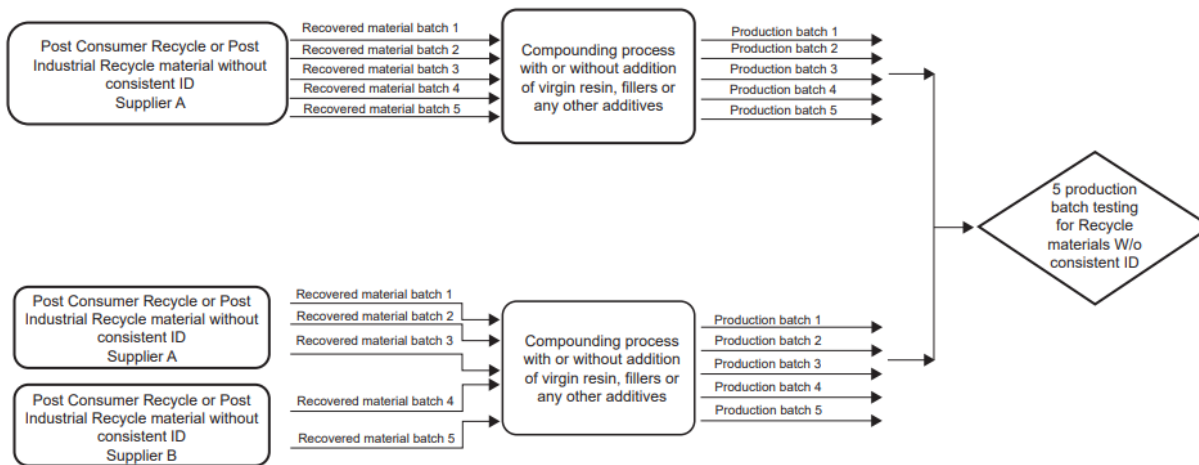 Post Consumer Recycle or Post
Industrial Recycle material without
consistent ID
Supplier A
Recovered material batch 1
Recovered material batch 2
Recovered material batch 3
Recovered material batch 4
Recovered material batch 5
Compounding process
with or without addition
of virgin resin, fillers or
any other additives
Production batch 1
Production batch 2
Production batch 3
Production batch 4
Production batch 5
5 production
batch testing
for Recycle
materials W/o
consistent ID
Post Consumer Recycle or Post
Industrial Recycle material without
consistent ID
Supplier A
Post Consumer Recycle or Post
Industrial Recycle material without
consistent ID
Supplier B
Recovered material batch 1
Recovered material batch 2
Recovered material batch 3
Recovered material batch 4
Recovered material batch 5
Compounding process
with or without addition
of virgin resin, fillers or
any other additives
Production batch 1
Production batch 2
Production batch 3
Production batch 4
Production batch 5